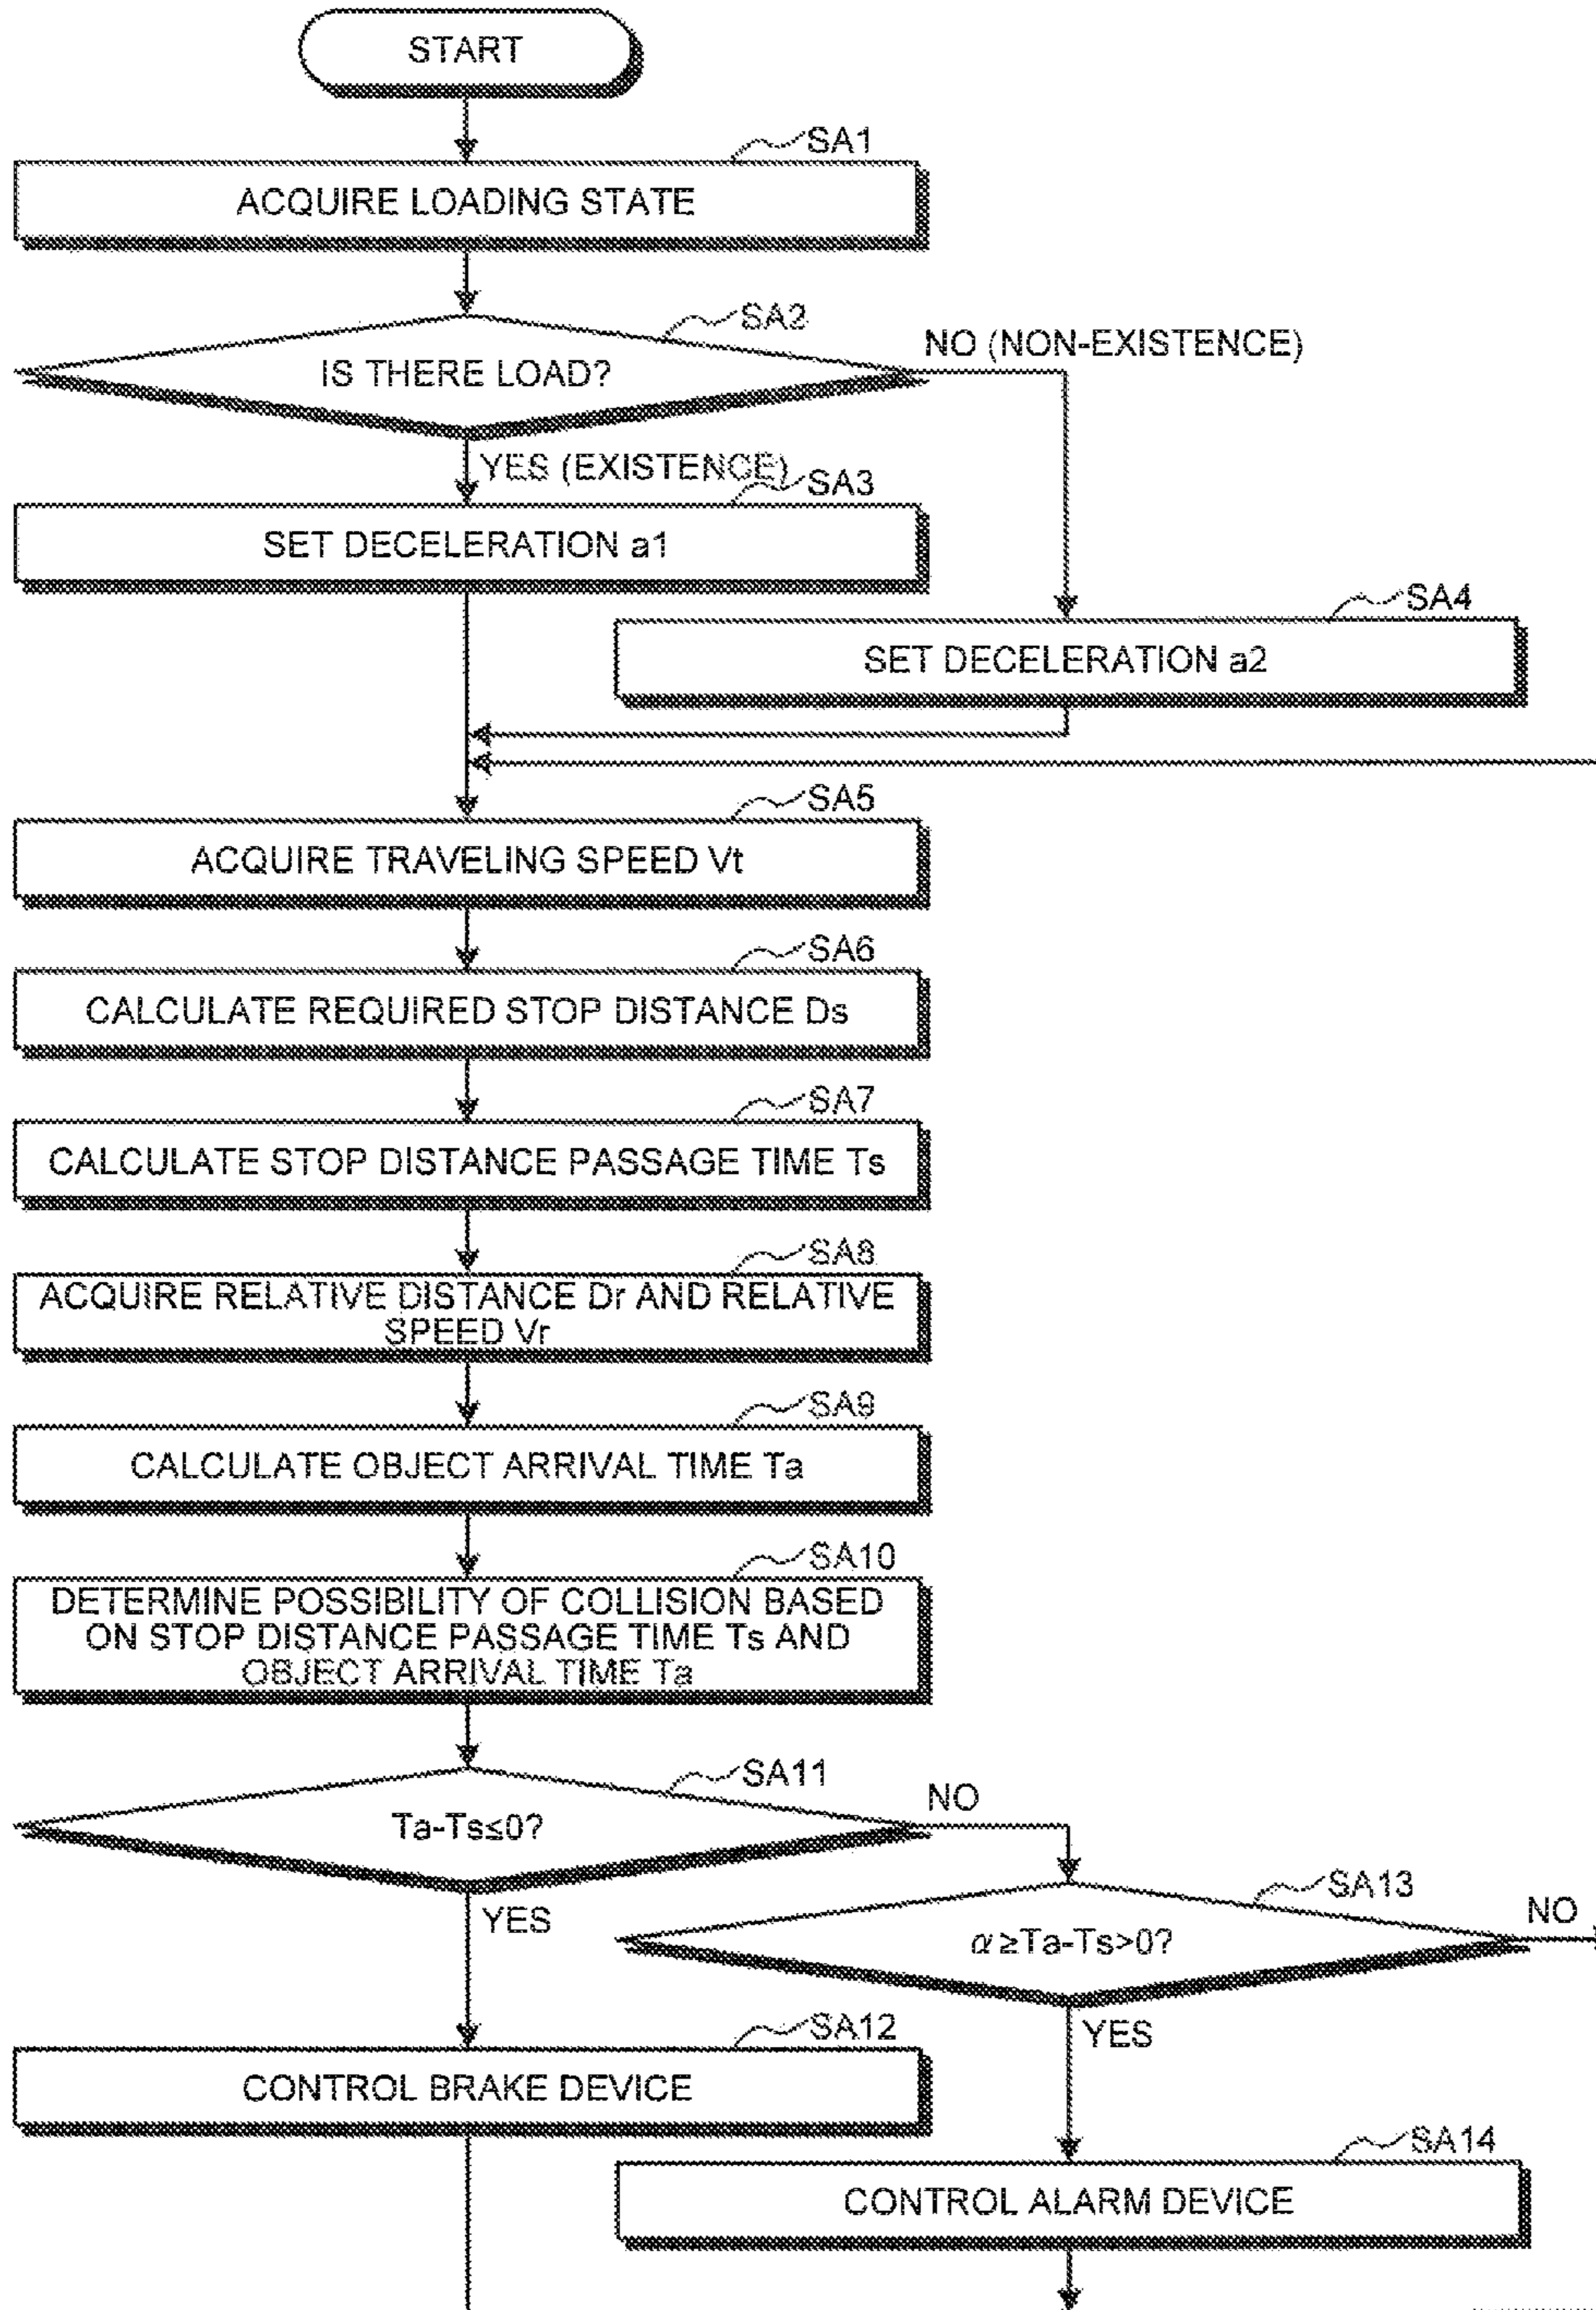 START
SA1
ACQUIRE LOADING STATE
SA2
NO (NON-EXISTENCE)
IS THERE LOAD?
YES (EXISTENCE)
SA3
SET DECELERATION a1
SA4
SET DECELERATION a2
SA5
ACQUIRE TRAVELING SPEED Vt
SA6
CALCULATE REQUIRED STOP DISTANCE Ds
SA7
CALCULATE STOP DISTANCE PASSAGE TIME Ts
SA8
ACQUIRE RELATIVE DISTANCE Dr AND RELATIVE
SPEED Vr
SA9
CALCULATE OBJECT ARRIVAL TIME Ta
SA10
DETERMINE POSSIBILITY OF COLLISION BASED
ON STOP DISTANCE PASSAGE TIME Ts AND
OBJECT ARRIVAL TIME Ta
SA11
NO
Ta-Ts≤0?
YES
SA13
NO
α≥Ta-Ts>0?
YES
SA12
CONTROL BRAKE DEVICE
SA14
CONTROL ALARM DEVICE